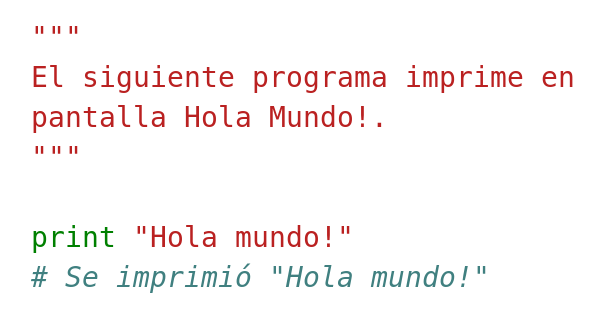 """
El siguiente programa imprime en
pantalla Hola Mundo!.
"""
print "Hola mundo!"
# Se imprimió "Hola mundo!"